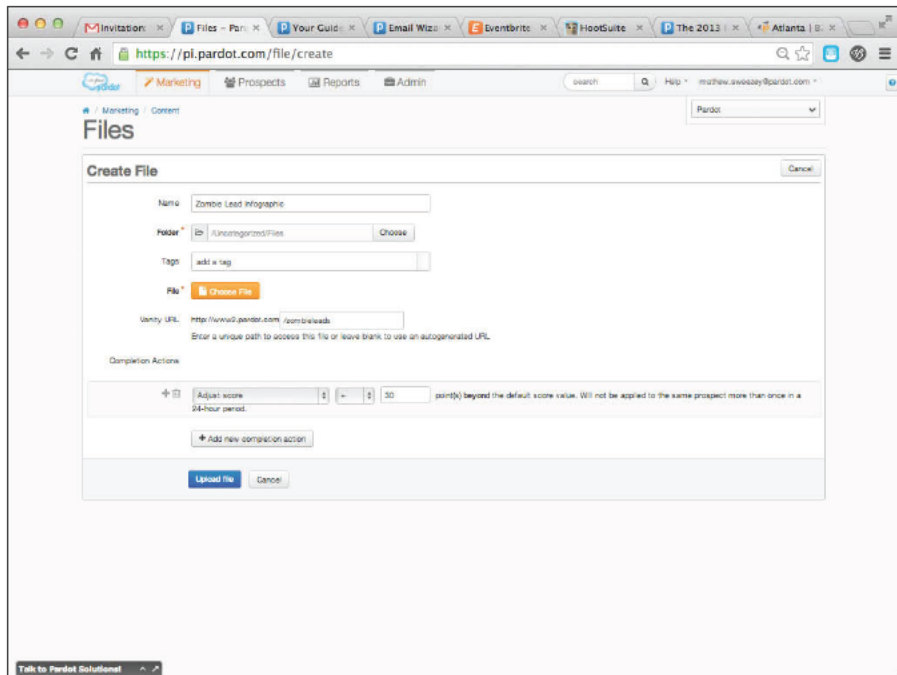 Invitation:
Files – Par
Your Guid
Email Wiz
Eventbrite
HootSuite
The 2013
Atlanta | B
https://pi.pardot.com/file/create
pardot
Marketing
Prospects
Reports
Admin
search
Help
mathew.sweezey@pardot.com
/ Marketing / Content
Pardot
Files
Create File
Cancel
Name
Zombie Lead Infographic
Folder *
/Uncategorized/Files
Choose
Tags
add a tag
File *
Choose File
Vanity URL
http://www2.pardot.com
/zombieleads
Enter a unique path to access this file or leave blank to use an autogenerated URL
Completion Actions
Adjust score
30
point(s) beyond the default score value. Will not be applied to the same prospect more than once in a
24-hour period.
+ Add new completion action
Upload file
Cancel
Talk to Pardot Solutions!